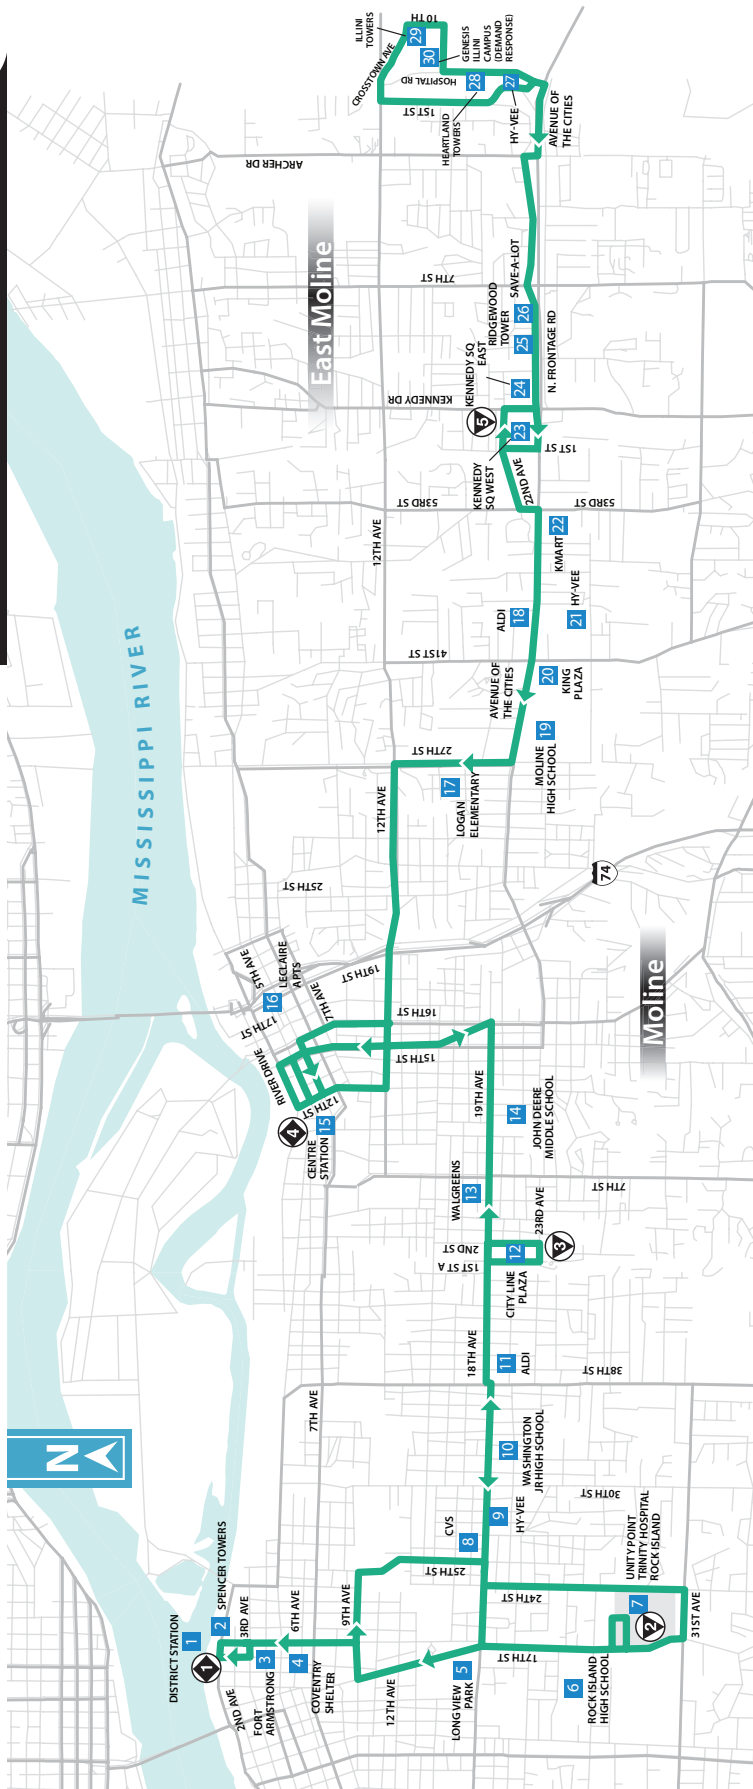 MISSISSIPPI RIVER
N
East Moline
Moline
74
DISTRICT STATION
1
1
2
SPENCER TOWERS
2ND AVE
3RD AVE
3
FORT
ARMSTRONG
4
COVENTRY
SHELTER
6TH AVE
9TH AVE
12TH AVE
7TH AVE
5
LONGVIEW
PARK
17TH ST
6
ROCK ISLAND
HIGH SCHOOL
7
2
UNITY POINT
TRINITY HOSPITAL
ROCK ISLAND
31ST AVE
24TH ST
25TH ST
30TH ST
8
CVS
9
HY-VEE
10
WASHINGTON
JR HIGH SCHOOL
38TH ST
11
ALDI
18TH AVE
1ST ST A
2ND ST
12
CITY LINE
PLAZA
3
23RD AVE
7TH ST
13
WALGREENS
14
JOHN DEERE
MIDDLE SCHOOL
19TH AVE
15TH ST
16TH ST
4
CENTRE
STATION
15
12TH ST
RIVER DRIVE
17TH ST
7TH AVE
16
LECLAIRE
APTS
5TH AVE
19TH ST
25TH ST
12TH AVE
27TH ST
17
LOGAN
ELEMENTARY
19
MOLINE
HIGH SCHOOL
AVENUE OF
THE CITIES
20
KING
PLAZA
41ST ST
18
ALDI
21
HY-VEE
22
KMART
12TH AVE
53RD ST
53RD ST
22ND AVE
KENNEDY
SQ WEST
23
5
1ST ST
KENNEDY DR
KENNEDY SQ
EAST
24
N. FRONTAGE RD
25
RIDGEWOOD
TOWER
26
SAVE-A-LOT
7TH ST
ARCHER DR
AVENUE OF
THE CITIES
HY-VEE
27
HEARTLAND
TOWERS
28
HOSPITAL RD
1ST ST
CROSSTOWN AVE
ILLINI
TOWERS
29
10 TH
30
GENESIS
ILLINI
CAMPUS
(DEMAND
RESPONSE)